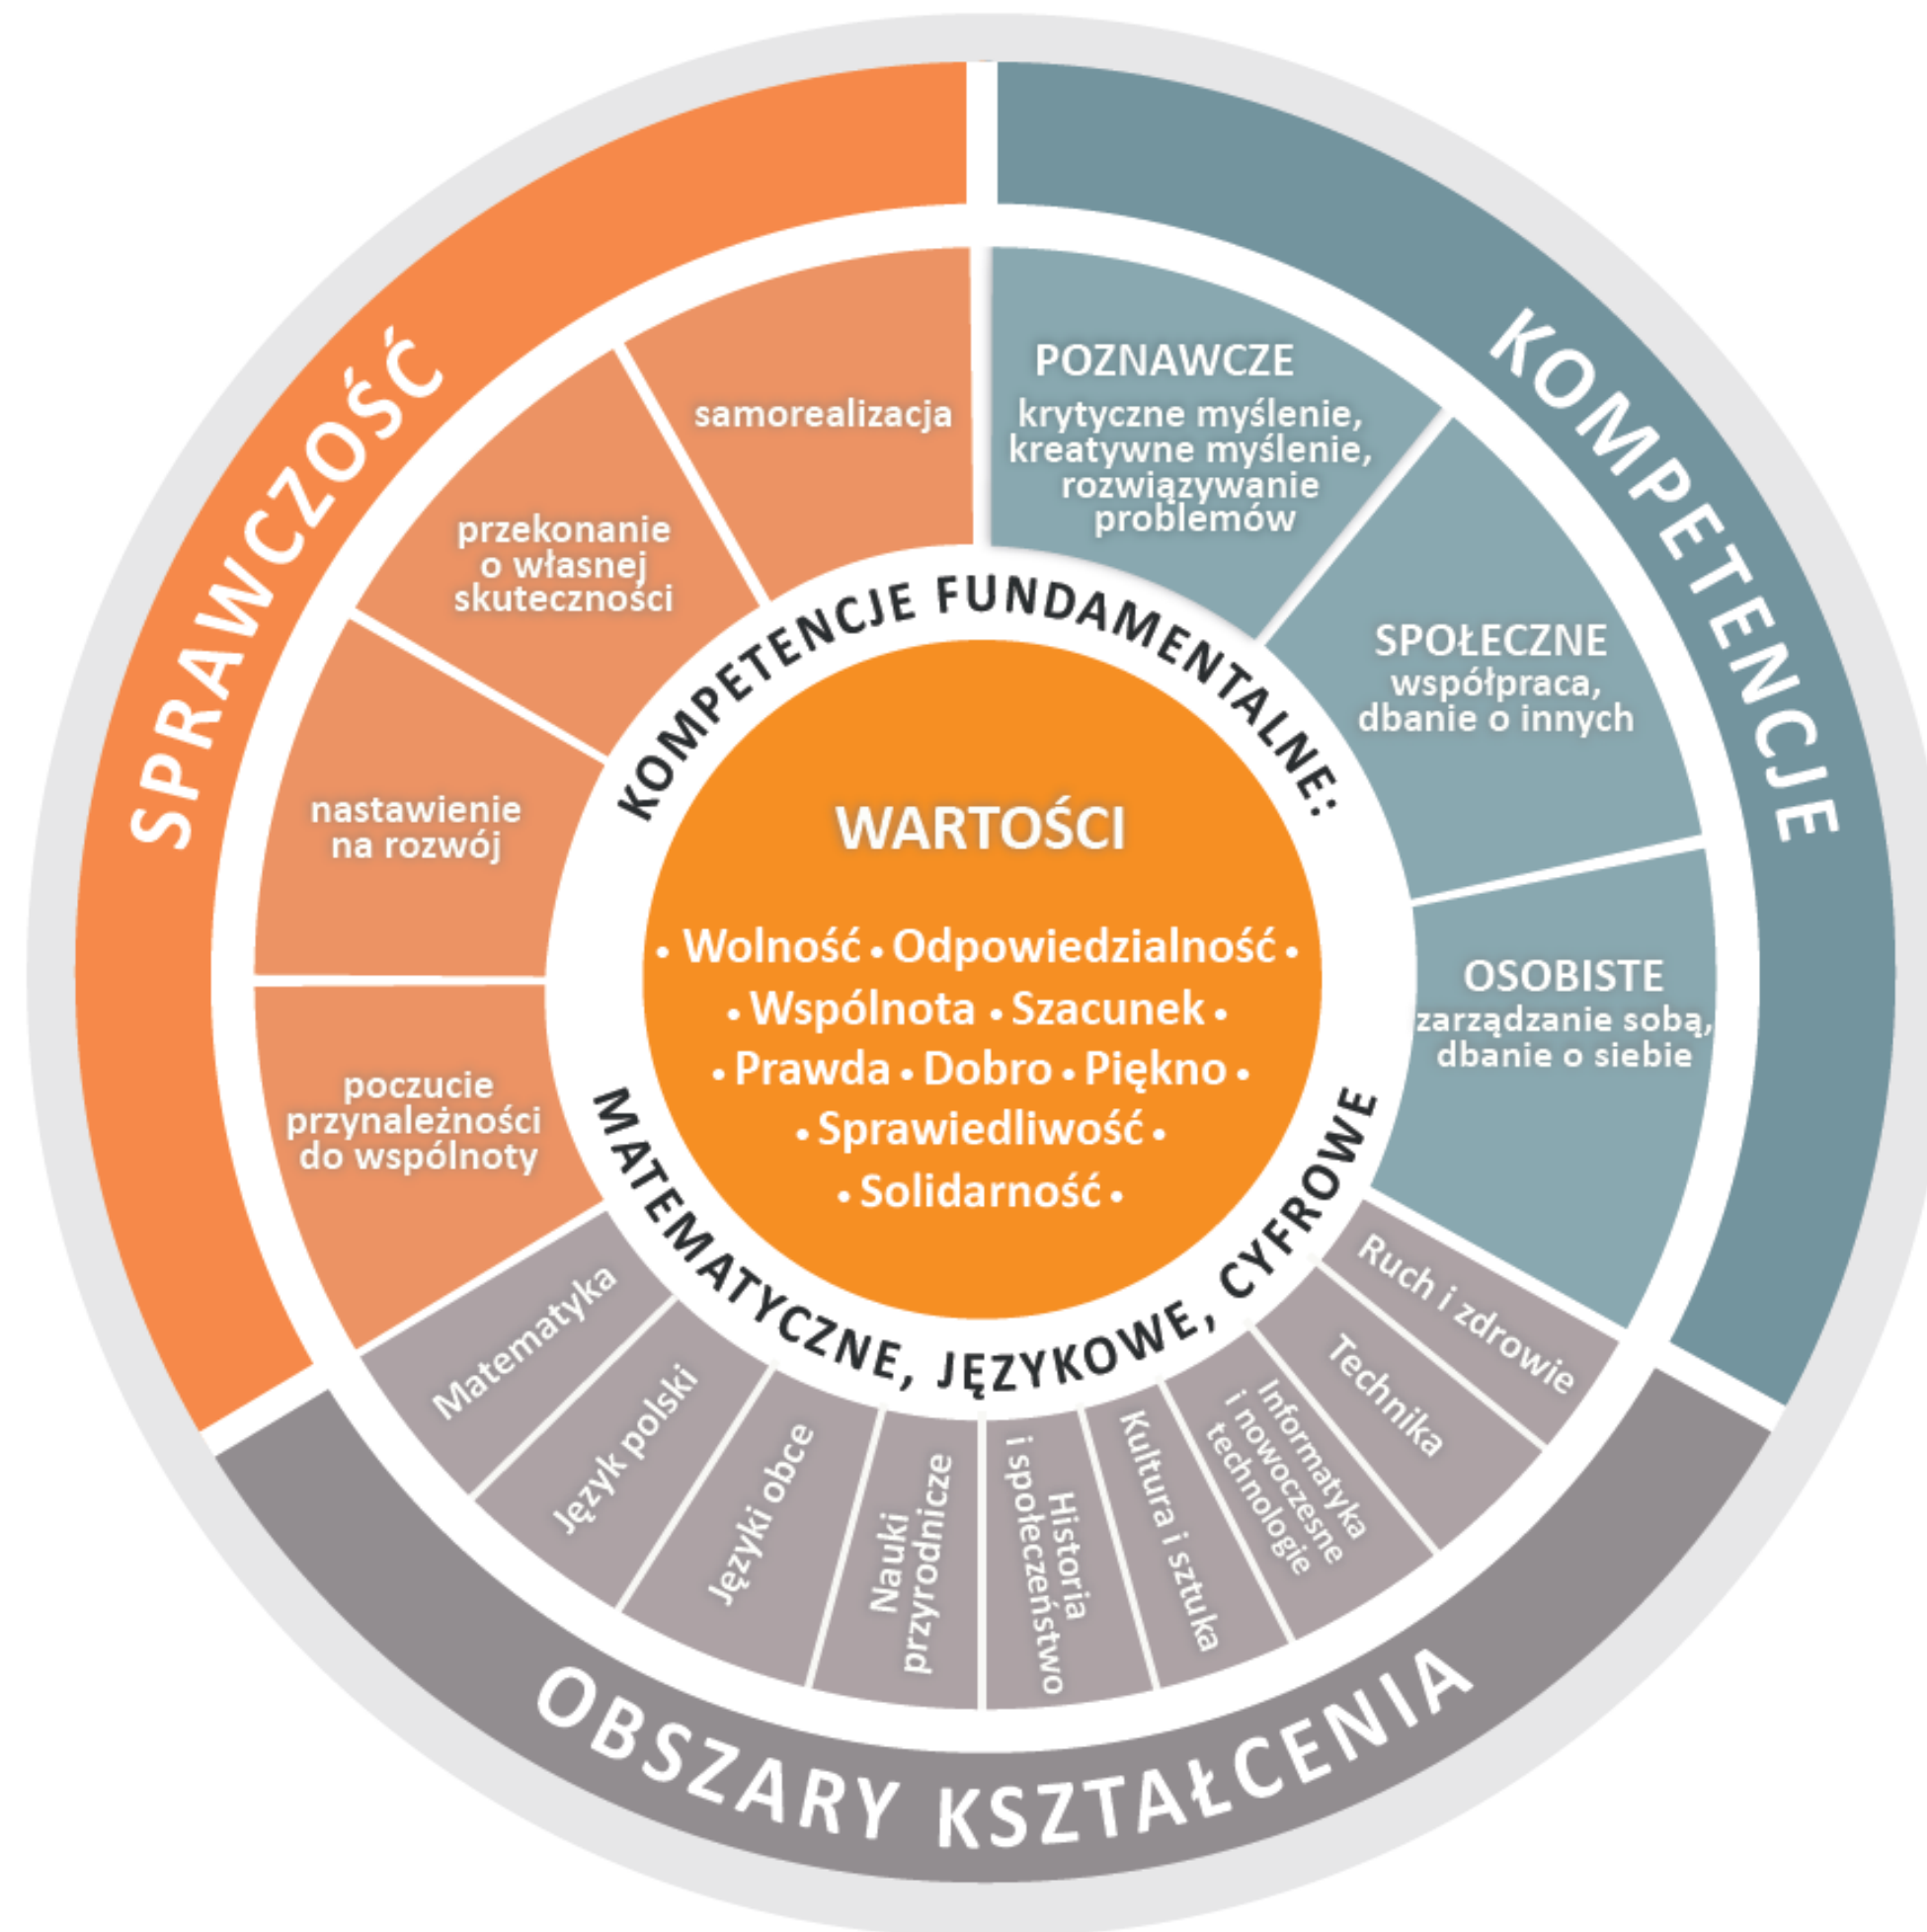 SPRAWCZOŚĆ
samorealizacja
przekonanie
o własnej
skuteczności
nastawienie
na rozwój
poczucie
przynależności
do wspólnoty
KOMPETENCJE
POZNAWCZE
krytyczne myślenie,
kreatywne myślenie,
rozwiązywanie
problemów
SPOŁECZNE
współpraca,
dbanie o innych
OSOBISTE
zarządzanie sobą,
dbanie o siebie
KOMPETENCJE FUNDAMENTALNE:
MATEMATYCZNE, JĘZYKOWE, CYFROWE
WARTOŚCI
• Wolność • Odpowiedzialność •
• Wspólnota • Szacunek •
• Prawda • Dobro • Piękno •
• Sprawiedliwość •
• Solidarność •
Matematyka
Język polski
Języki obce
Nauki
przyrodnicze
Historia
i społeczeństwo
Kultura i sztuka
Informatyka
i nowoczesne
technologie
Technika
Ruch i zdrowie
OBSZARY KSZTAŁCENIA